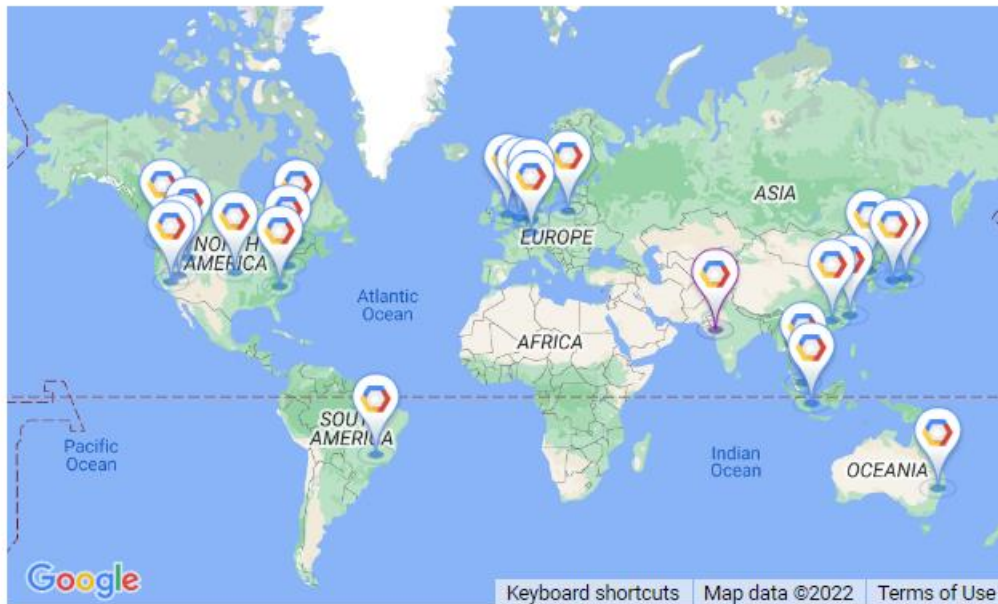 ASIA
NORTH
AMERICA
EUROPE
Atlantic
Ocean
AFRICA
SOUTH
AMERICA
Pacific
Ocean
Indian
Ocean
OCEANIA
Google
Keyboard shortcuts
Map data ©2022
Terms of Use